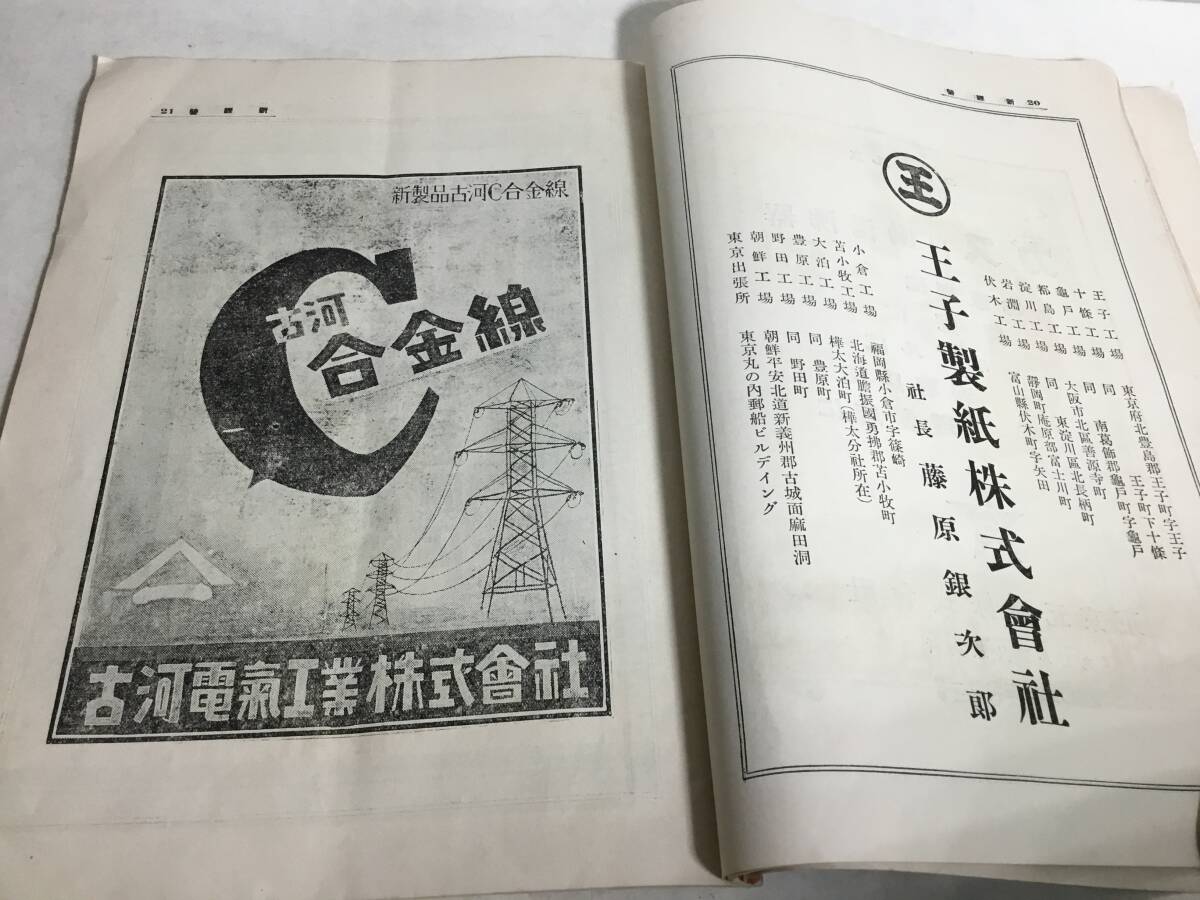 營經新 20
王子工場 東京府北豊島郡王子町字王子
十條工場 同 王子町下十條
龜戸工場 同 南葛飾郡龜戸町字龜戸
都島工場 大阪市北區善源寺町
淀川工場 同 東淀川區北長柄町
岩淵工場 靜岡町庵原郡富士川町
伏木工場 富山縣伏木町字矢田
王
王子製紙株式會社
社長 藤原銀次郎
小倉工場 福岡縣小倉市字篠崎
苫小牧工場 北海道膽振國勇拂郡苫小牧町
大泊工場 樺太大泊町(樺太分社所在)
豊原工場 同 豊原町
野田工場 同 野田町
朝鮮工場 朝鮮平安北道新義州郡古城面麻田洞
東京出張所 東京丸の内郵船ビルデイング
21 營經新
新製品古河C合金線
C
古河
合金線
古河電氣工業株式會社